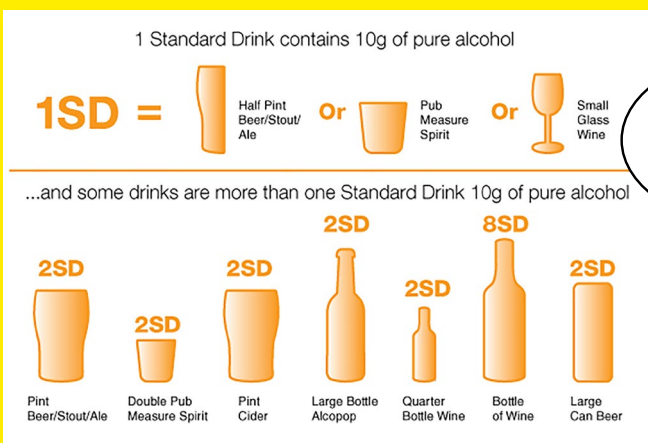 1 Standard Drink contains 10g of pure alcohol
1SD =
Half Pint
Beer/Stout/
Ale
Or
Pub
Measure
Spirit
Or
Small
Glass
Wine
...and some drinks are more than one Standard Drink 10g of pure alcohol
2SD
Pint
Beer/Stout/Ale
2SD
Double Pub
Measure Spirit
2SD
Pint
Cider
2SD
Large Bottle
Alcopop
2SD
Quarter
Bottle Wine
8SD
Bottle
of Wine
2SD
Large
Can Beer